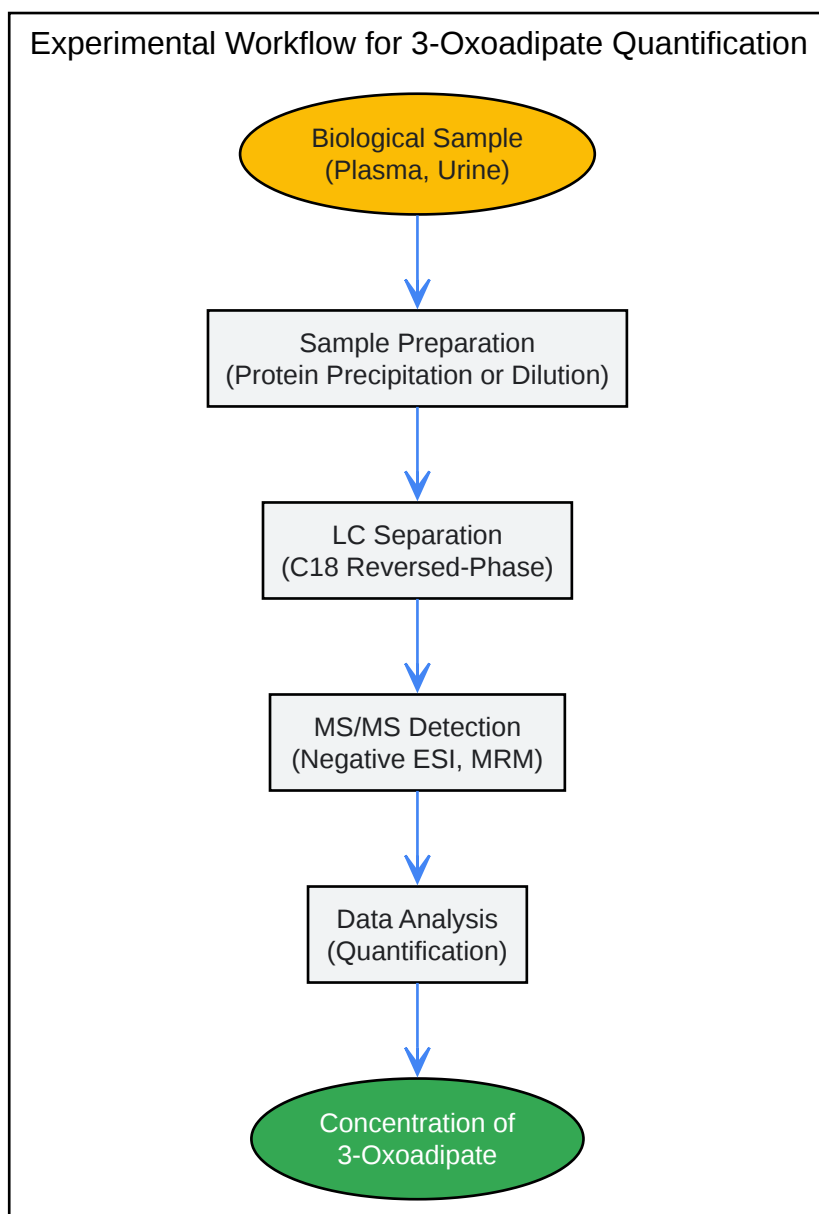 Experimental Workflow for 3-Oxoadipate Quantification
Biological Sample
(Plasma, Urine)
Sample Preparation
(Protein Precipitation or Dilution)
LC Separation
(C18 Reversed-Phase)
MS/MS Detection
(Negative ESI, MRM)
Data Analysis
(Quantification)
Concentration of
3-Oxoadipate